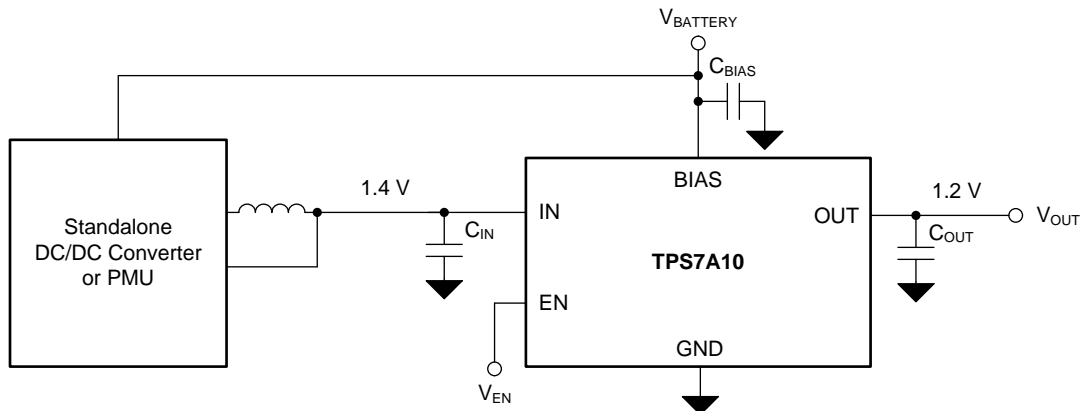 VBATTERY
CBIAS
Standalone
DC/DC Converter
or PMU
1.4 V
CIN
IN
EN
VEN
BIAS
TPS7A10
GND
OUT
1.2 V
COUT
VOUT